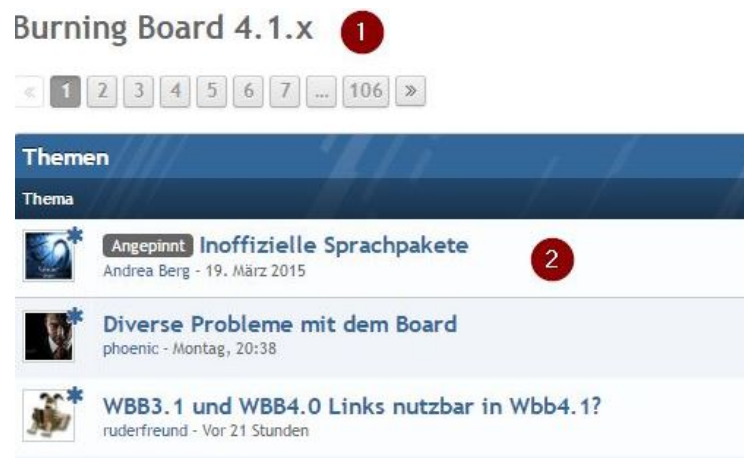 Burning Board 4.1.x 1
« 1 2 3 4 5 6 7 ... 106 »
Themen
Thema
Angepinnt Inoffizielle Sprachpakete 2
Andrea Berg - 19. März 2015
Diverse Probleme mit dem Board
phoenic - Montag, 20:38
WBB3.1 und WBB4.0 Links nutzbar in Wbb4.1?
ruderfreund - Vor 21 Stunden